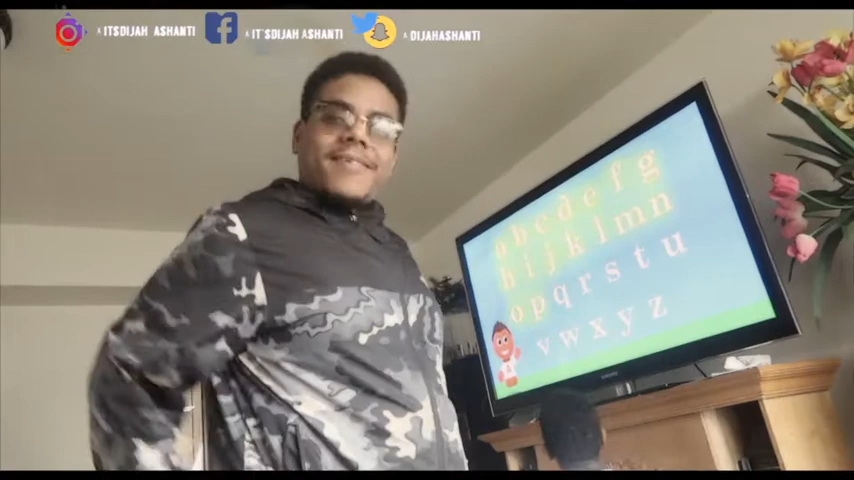 ITSDIJAH ASHANTI
IT'SDIJAH ASHANTI
DIJAHASHANTI
a b c d e f g
h i j k l m n
o p q r s t u
v w x y z